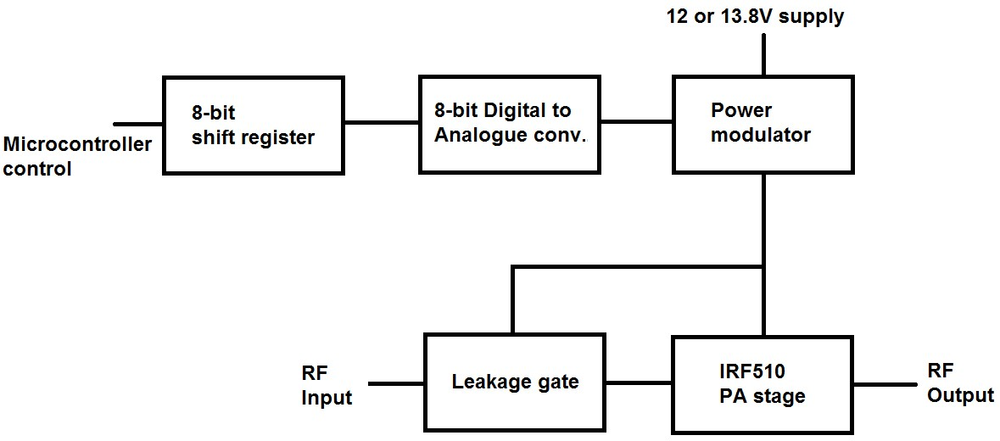 12 or 13.8V supply
8-bit
shift register
8-bit Digital to
Analogue conv.
Power
modulator
Microcontroller
control
RF
Input
Leakage gate
IRF510
PA stage
RF
Output